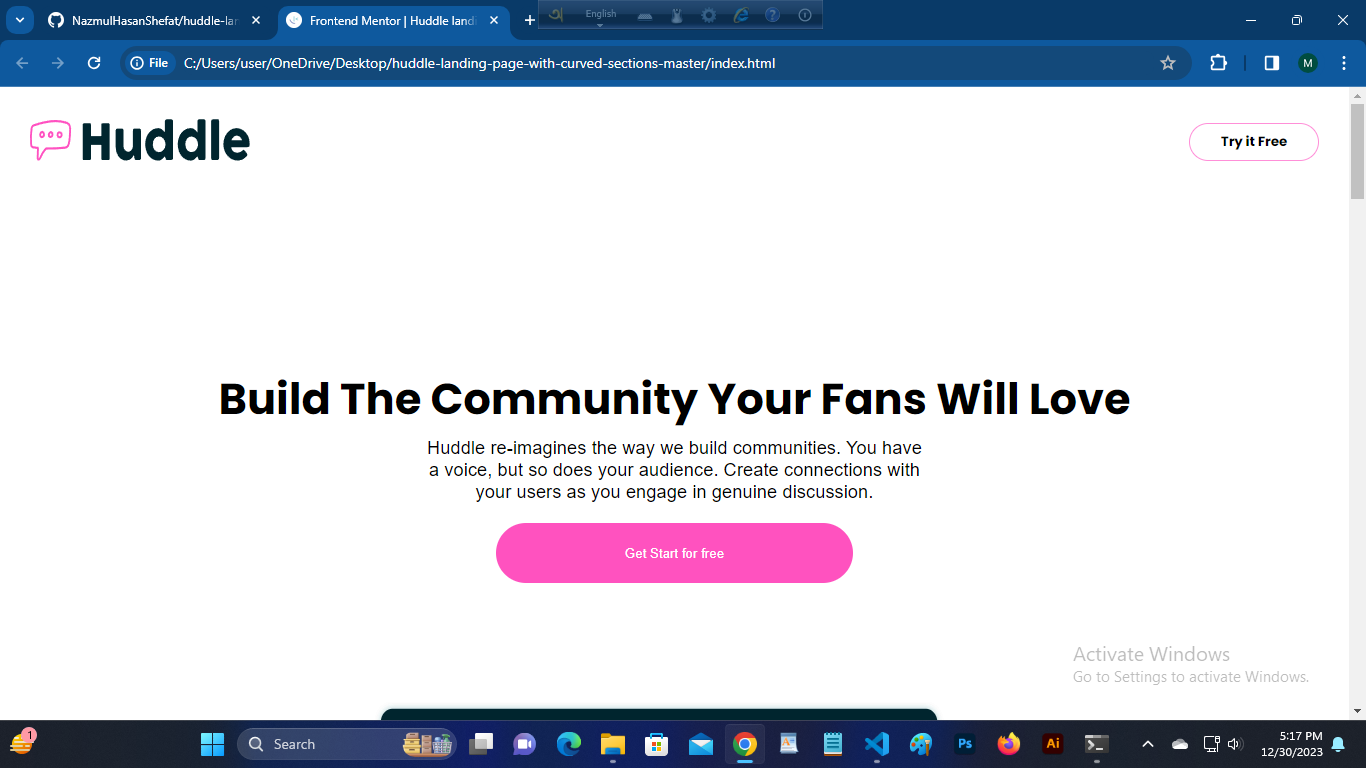 NazmulHasanShefat/huddle-lan
Frontend Mentor | Huddle landi
English
File
C:/Users/user/OneDrive/Desktop/huddle-landing-page-with-curved-sections-master/index.html
M
Huddle
Try it Free
Build The Community Your Fans Will Love
Huddle re-imagines the way we build communities. You have
a voice, but so does your audience. Create connections with
your users as you engage in genuine discussion.
Get Start for free
Activate Windows
Go to Settings to activate Windows.
1
Search
Ps
Ai
5:17 PM
12/30/2023